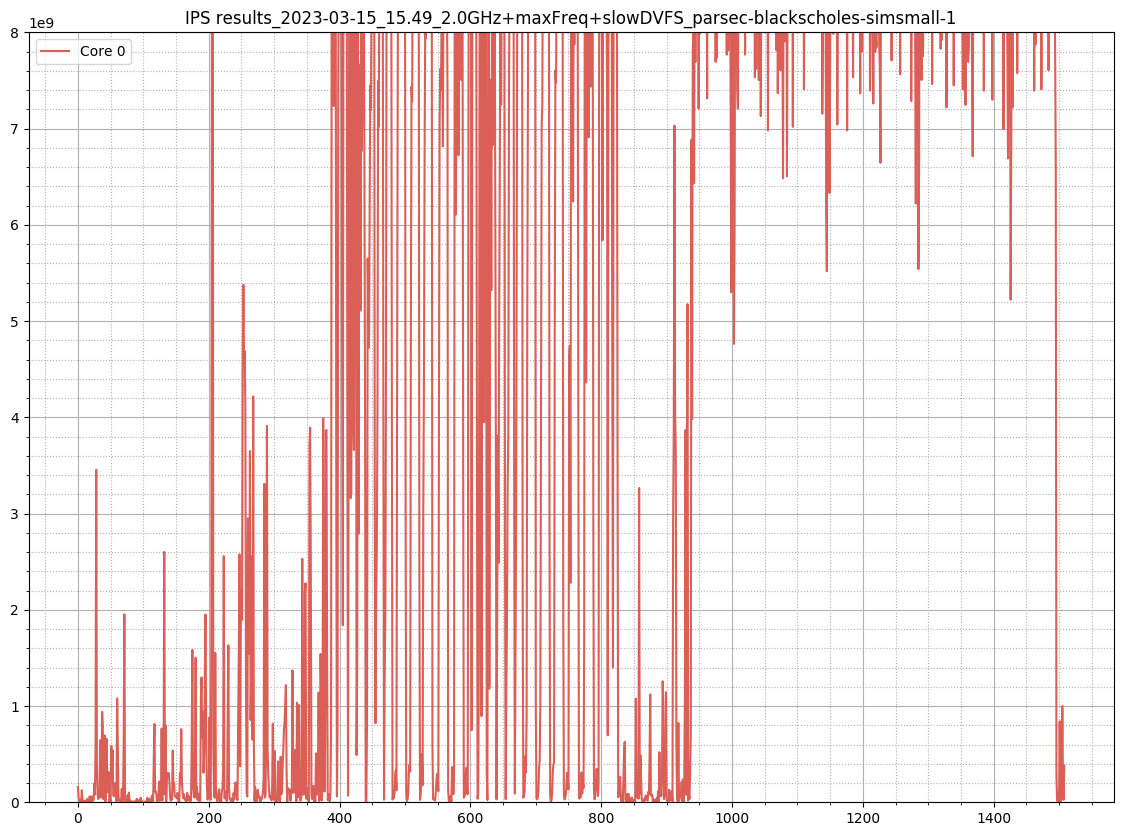 IPS results_2023-03-15_15.49_2.0GHz+maxFreq+slowDVFS_parsec-blackscholes-simsmall-1
1e9
Core 0
8
7
6
5
4
3
2
1
0
0 200 400 600 800 1000 1200 1400